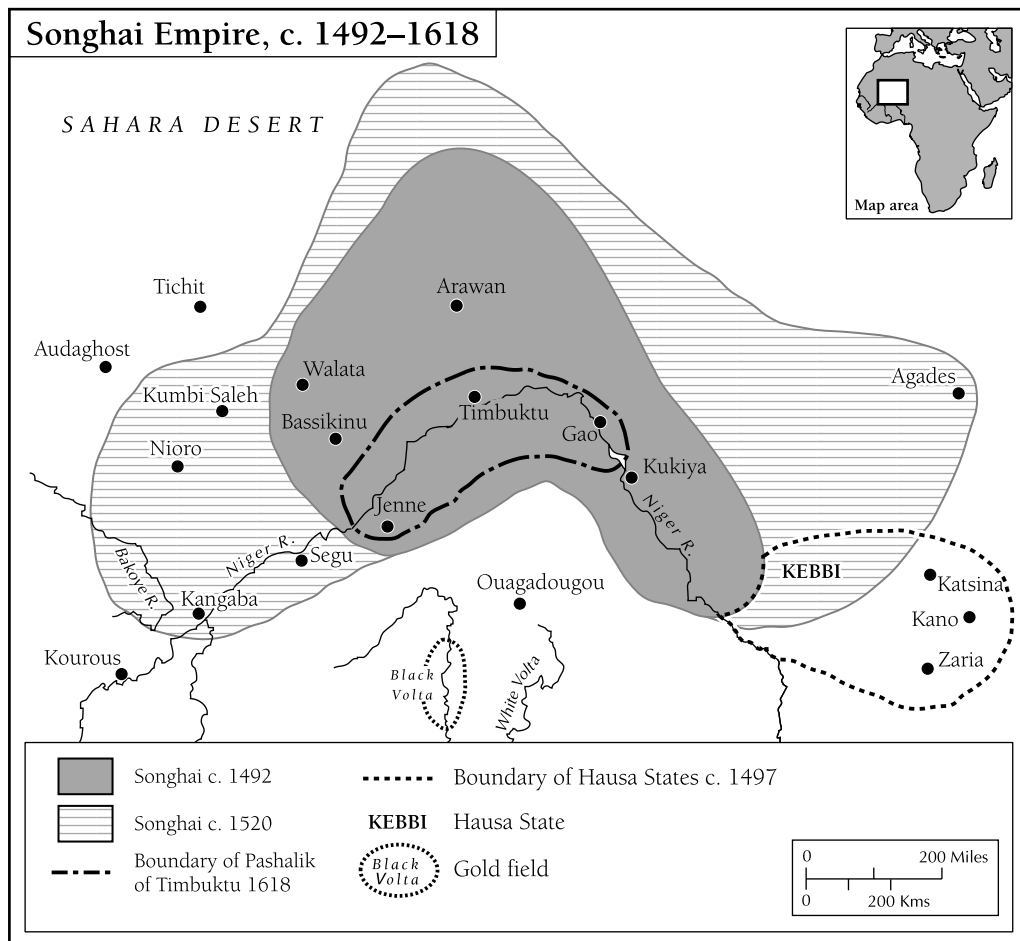 Songhai Empire, c. 1492–1618
SAHARA DESERT
Map area
Tichit
Arawan
Audaghost
Walata
Agades
Kumbi Saleh
Timbuktu
Bassikinu
Gao
Nioro
Kukiya
Jenne
Niger R.
Niger R.
Segu
Bakoye R.
KEBBI
Katsina
Ouagadougou
Kangaba
Kano
Kourous
Zaria
Black
Volta
White Volta
Songhai c. 1492
Songhai c. 1520
Boundary of Pashalik
of Timbuktu 1618
Boundary of Hausa States c. 1497
KEBBI Hausa State
Black
Volta
Gold field
0 200 Miles
0 200 Kms